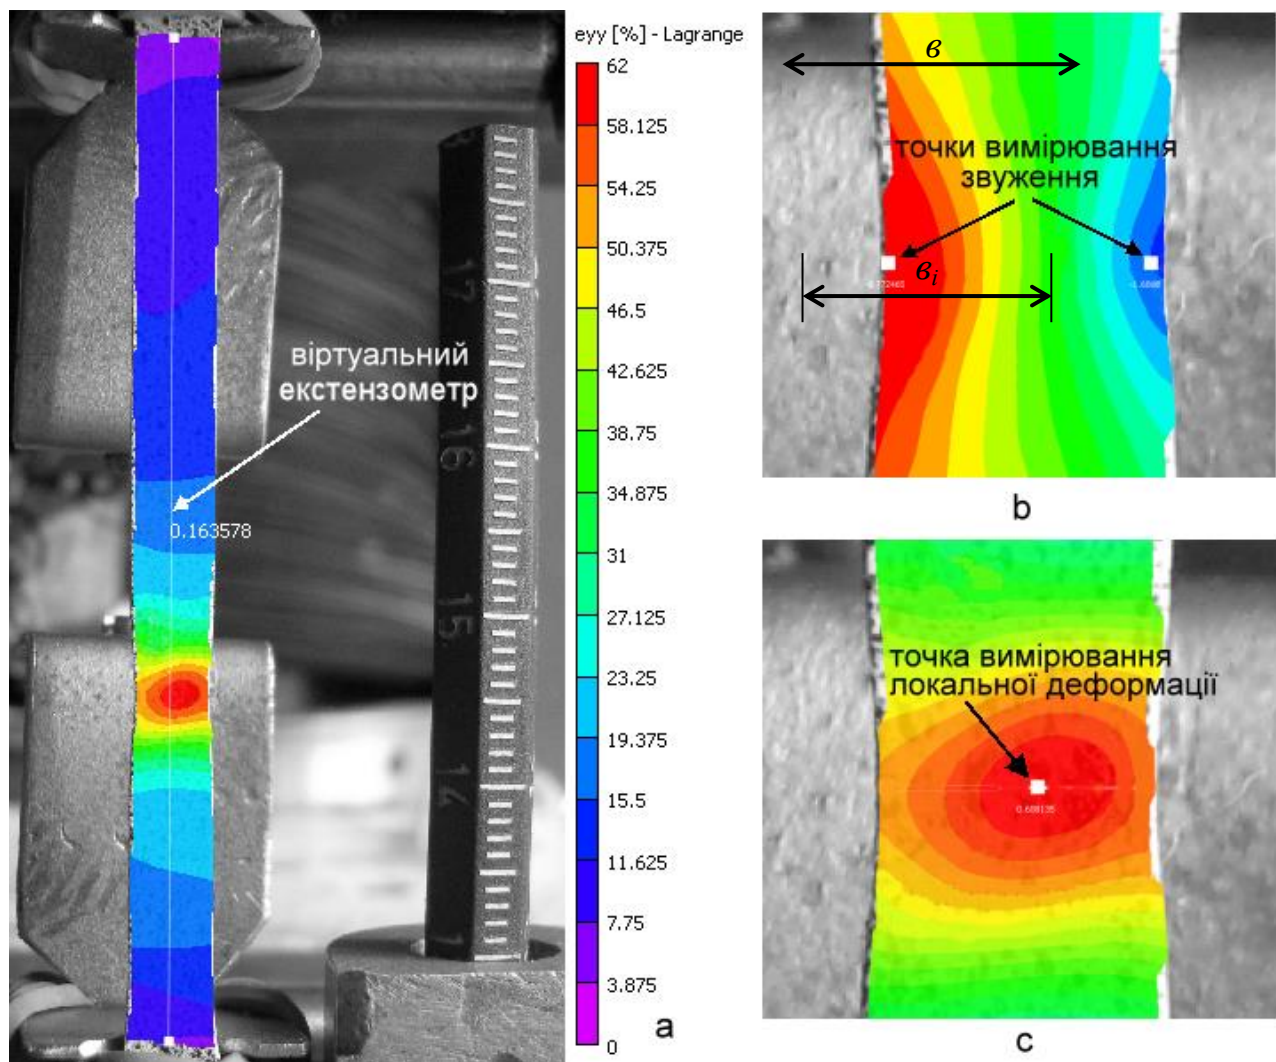 eyy [%] - Lagrange
62
58.125
54.25
50.375
46.5
42.625
38.75
34.875
31
27.125
23.25
19.375
15.5
11.625
7.75
3.875
0
віртуальний
екстензометр
0.163578
17
16
15
14
1
a
в
точки вимірювання
звуження
вᵢ
b
точка вимірювання
локальної деформації
c